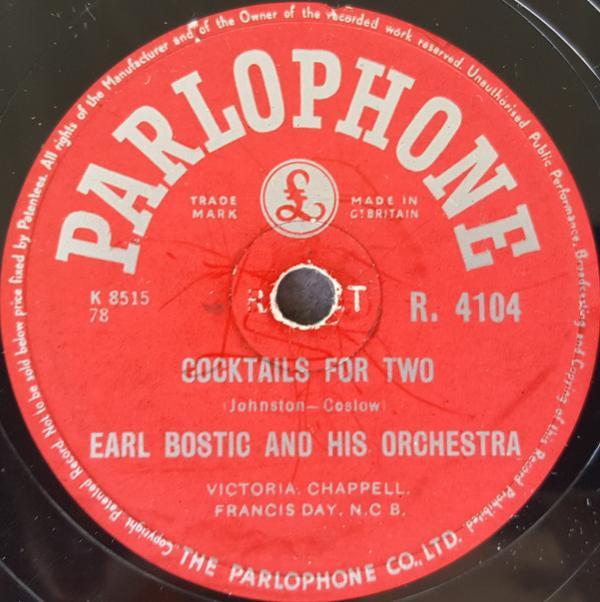 Not to be sold below price fixed by Patentees. All rights of the Manufacturer and of the Owner of the recorded work reserved. Unauthorised Public Performance, Broadcasting and Copying of this Record Prohibited.
PARLOPHONE
TRADE MARK
£
MADE IN GT BRITAIN
K 8515
78
R. 4104
COCKTAILS FOR TWO
(Johnston—Coslow)
EARL BOSTIC AND HIS ORCHESTRA
VICTORIA. CHAPPELL.
FRANCIS DAY. N.C B.
Copyright Patented Record
THE PARLOPHONE CO., LTD.